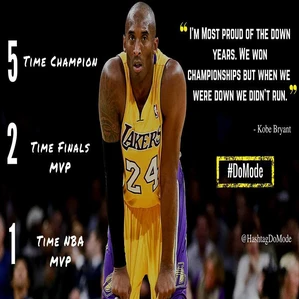 5 Time Champion
2 Time Finals
MVP
1 Time NBA
MVP
"I'm Most proud of the down
years. We won
championships but when we
were down we didn't run."
- Kobe Bryant
#DoMode
@HashtagDoMode
LAKERS
24